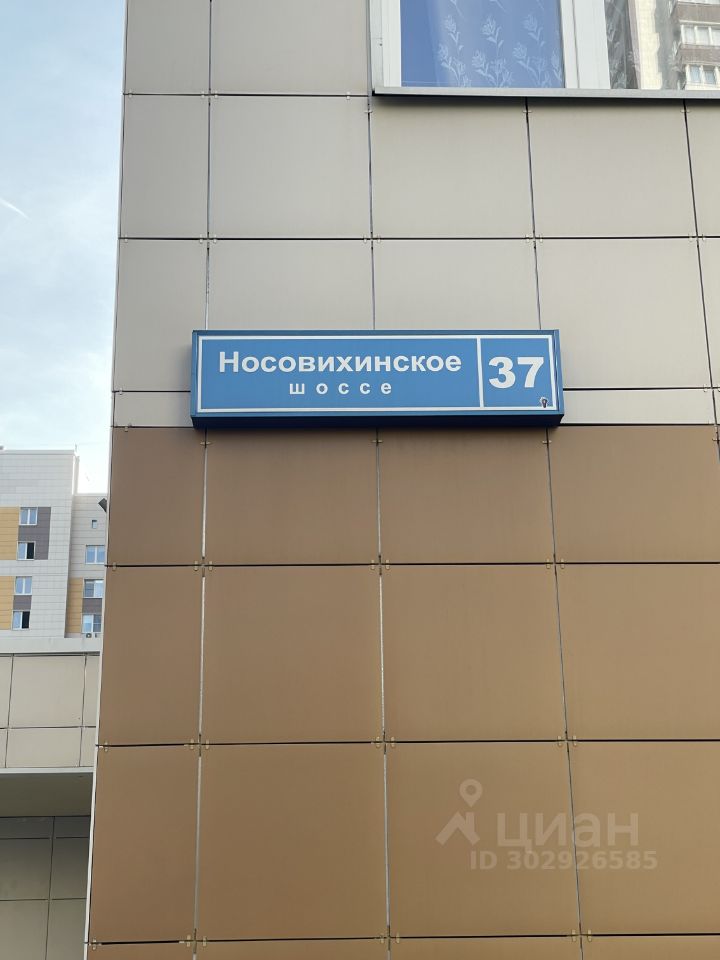 Носовихинское
шоссе
37
циан
ID 302926585